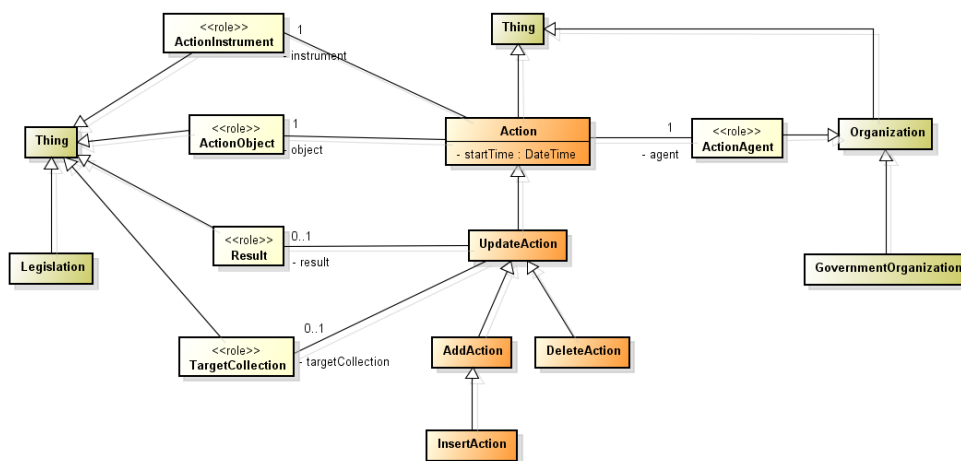 <<role>>
ActionInstrument
1
- instrument
Thing
<<role>>
ActionObject
1
- object
Thing
Action
- startTime : DateTime
1
- agent
<<role>>
ActionAgent
Organization
Legislation
<<role>>
Result
0..1
- result
UpdateAction
GovernmentOrganization
<<role>>
TargetCollection
0..1
- targetCollection
AddAction
DeleteAction
InsertAction